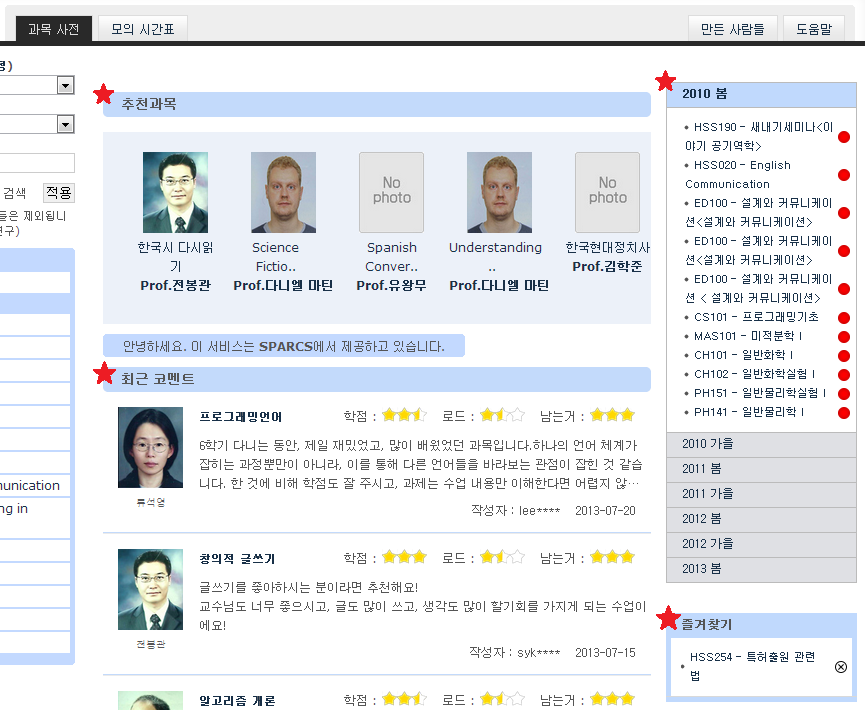 과목 사전
모의 시간표
만든 사람들
도움말
)
검색
적용
들은 제외됩니
연구)
nunication
ng in
추천과목
No photo
No photo
한국시 다시읽
기
Prof.전봉관
Science
Fictio..
Prof.다니엘 마틴
Spanish
Conver..
Prof.유왕무
Understanding
..
Prof.다니엘 마틴
한국현대정치사
Prof.김학준
안녕하세요. 이 서비스는 SPARCS에서 제공하고 있습니다.
최근 코멘트
프로그래밍언어 학점 : 로드 : 남는거 :
6학기 다니는 동안, 제일 재밌었고, 많이 배웠었던 과목입니다.하나의 언어 체계가
잡히는 과정뿐만이 아니라, 이를 통해 다른 언어들을 바라보는 관점이 잡힌 것 같습
니다. 한 것에 비해 학점도 잘 주시고, 과제는 수업 내용만 이해한다면 어렵지 않…
류석영
작성자 : lee**** 2013-07-20
창의적 글쓰기 학점 : 로드 : 남는거 :
글쓰기를 좋아하시는 분이라면 추천해요!
교수님도 너무 좋으시고, 글도 많이 쓰고, 생각도 많이 할기회를 가지게 되는 수업이
에요!
전봉관
작성자 : syk**** 2013-07-15
알고리즘 개론 학점 : 로드 : 남는거 :
2010 봄
• HSS190 - 새내기세미나<이
야기 공기역학>
• HSS020 - English
Communication
• ED100 - 설계와 커뮤니케이
션<설계와 커뮤니케이션>
• ED100 - 설계와 커뮤니케이
션<설계와 커뮤니케이션>
• ED100 - 설계와 커뮤니케이
션 < 설계와 커뮤니케이션>
• CS101 - 프로그래밍기초
• MAS101 - 미적분학 I
• CH101 - 일반화학 I
• CH102 - 일반화학실험 I
• PH151 - 일반물리학실험 I
• PH141 - 일반물리학 I
2010 가을
2011 봄
2011 가을
2012 봄
2012 가을
2013 봄
즐겨찾기
• HSS254 - 특허출원 관련
법